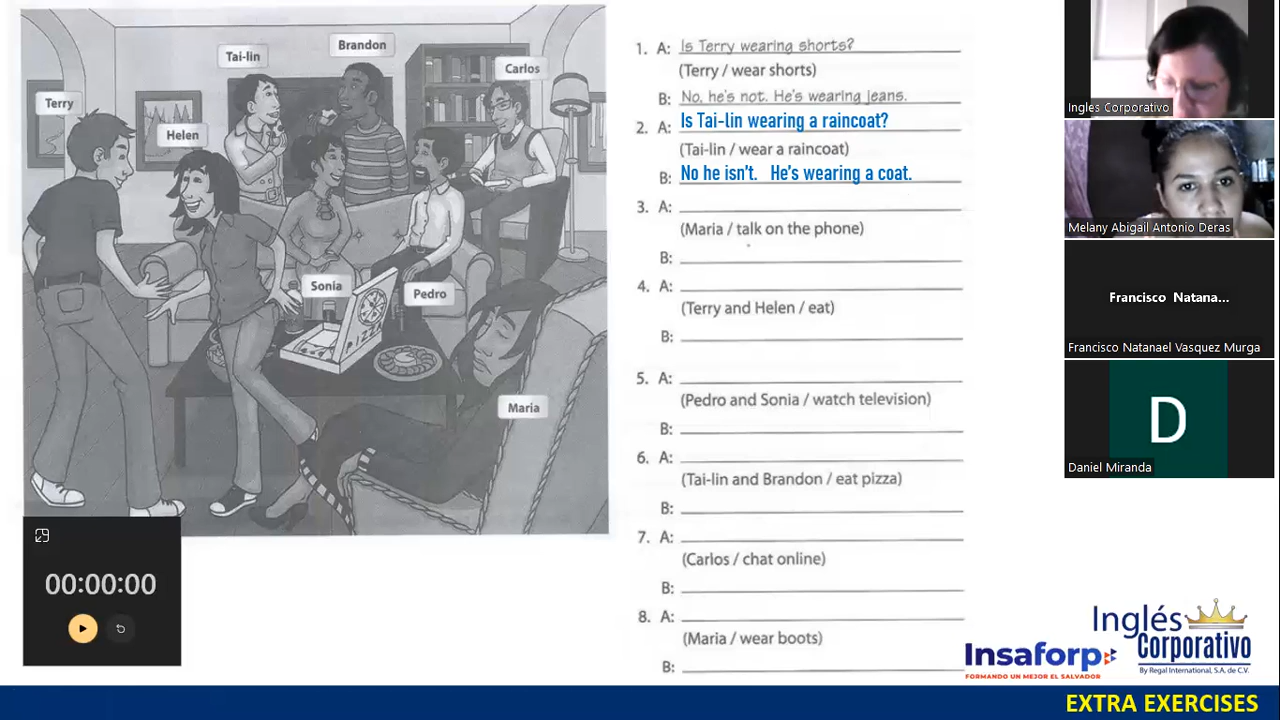 Terry
Tai-lin
Brandon
Carlos
Helen
Sonia
Pedro
Maria
PIZZA
00:00:00
1. A: Is Terry wearing shorts?
(Terry / wear shorts)
B: No, he's not. He's wearing jeans.
2. A: Is Tai-lin wearing a raincoat?
(Tai-lin / wear a raincoat)
B: No he isn't. He's wearing a coat.
3. A:
(Maria / talk on the phone)
B:
4. A:
(Terry and Helen / eat)
B:
5. A:
(Pedro and Sonia / watch television)
B:
6. A:
(Tai-lin and Brandon / eat pizza)
B:
7. A:
(Carlos / chat online)
B:
8. A:
(Maria / wear boots)
B:
Ingles Corporativo
Melany Abigail Antonio Deras
Francisco Natana...
Francisco Natanael Vasquez Murga
D
Daniel Miranda
Insaforp
FORMANDO UN MEJOR EL SALVADOR
Inglés
Corporativo
By Regal International, S.A. de C.V.
EXTRA EXERCISES